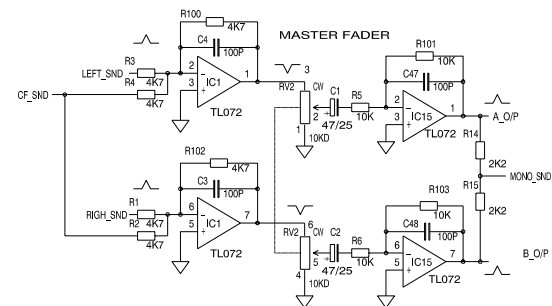 R100
4K7
MASTER FADER
C4
100P
R101
10K
R3
LEFT_SND
4K7
R4
4K7
CF_SND
2
3
1
IC1
TL072
3
RV2
CW
2
1
10KD
C1
47/25
R5
10K
C47
100P
2
3
1
IC15
TL072
A_O/P
R14
2K2
MONO_SND
R15
2K2
R102
4K7
C3
100P
R1
RIGH_SND
4K7
R2
4K7
6
5
7
IC1
TL072
6
RV2
CW
5
4
10KD
C2
47/25
R6
10K
R103
10K
C48
100P
6
5
7
IC15
TL072
B_O/P